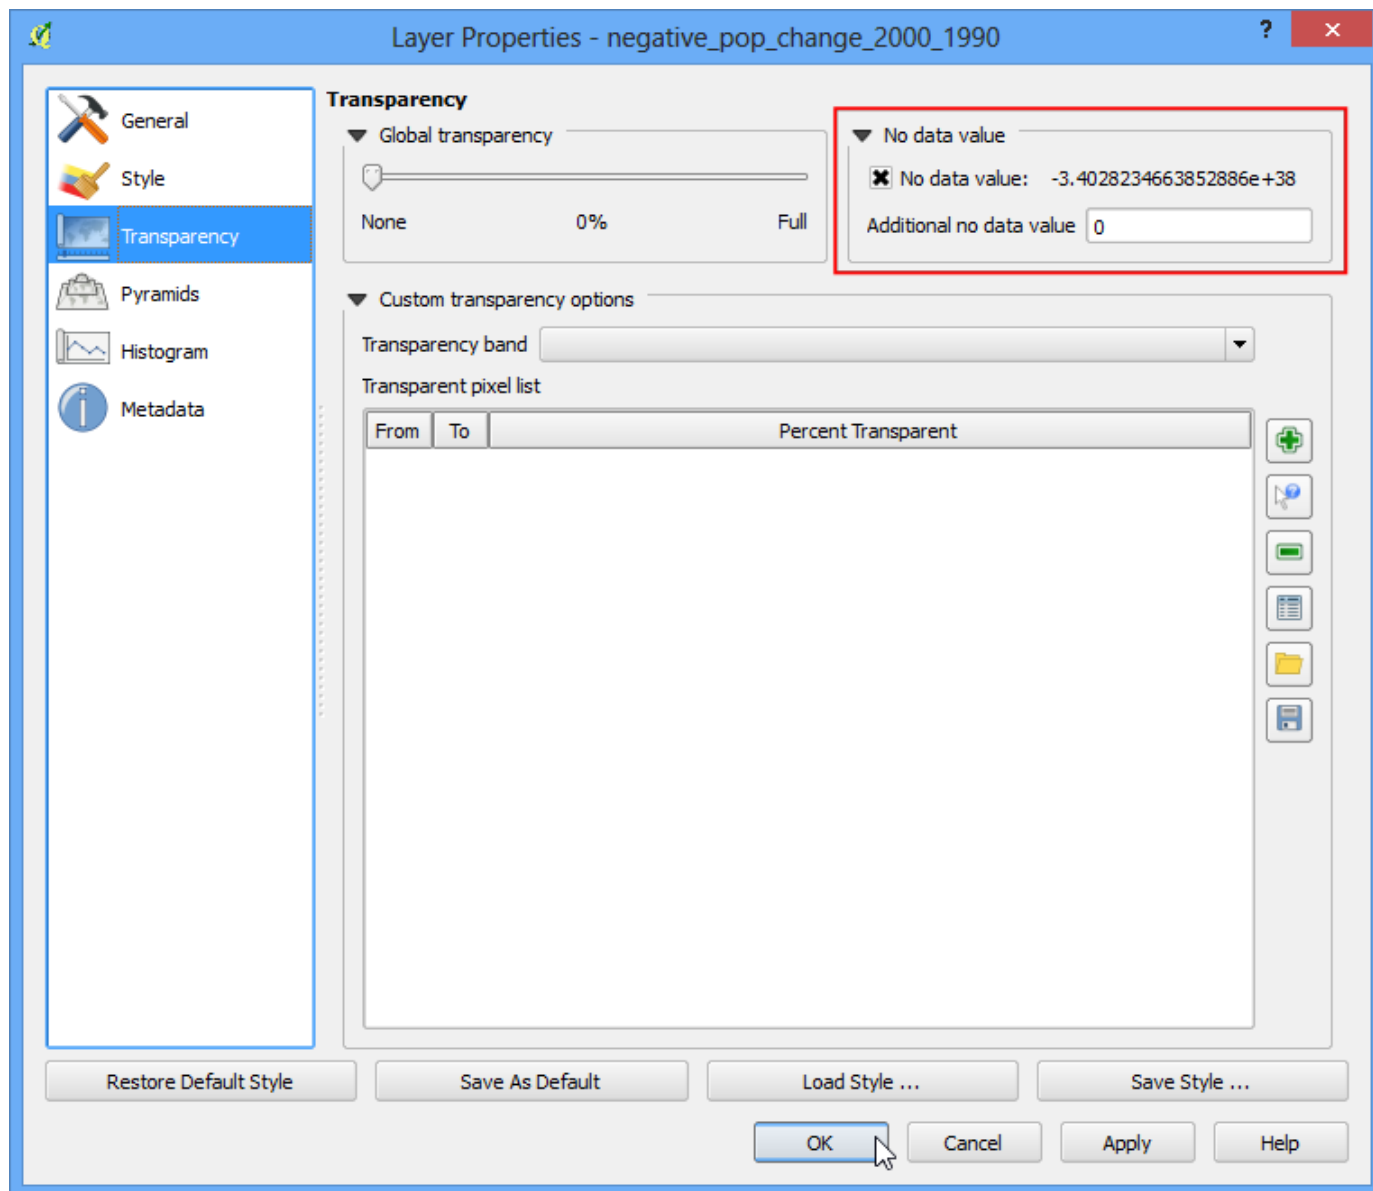 Layer Properties - negative_pop_change_2000_1990
?
General
Style
Transparency
Pyramids
Histogram
Metadata
Transparency
Global transparency
None 0% Full
No data value
No data value: -3.4028234663852886e+38
Additional no data value 0
Custom transparency options
Transparency band
Transparent pixel list
From To Percent Transparent
Restore Default Style Save As Default Load Style ... Save Style ...
OK Cancel Apply Help